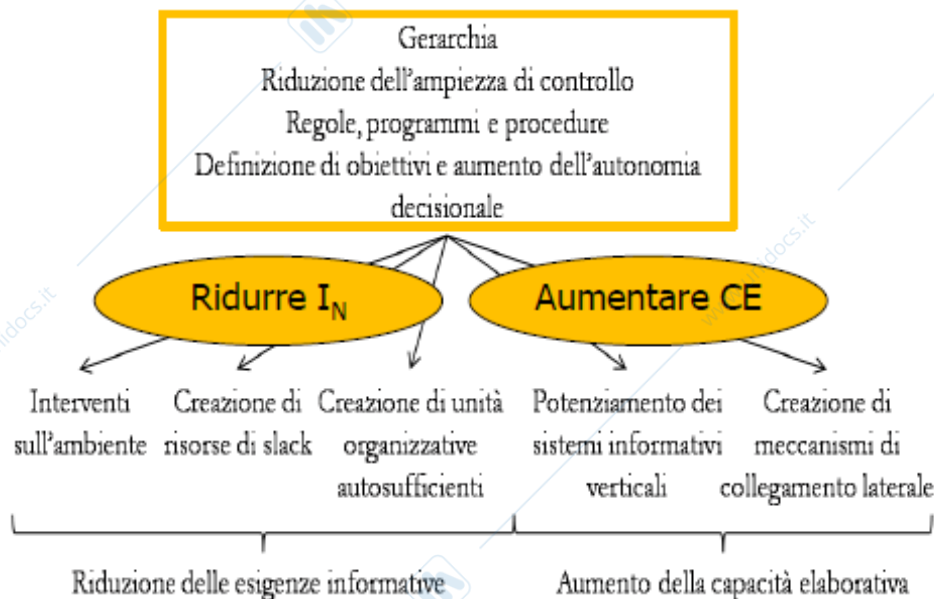 Gerarchia
Riduzione dell'ampiezza di controllo
Regole, programmi e procedure
Definizione di obiettivi e aumento dell'autonomia
decisionale
Ridurre I_N
Aumentare CE
Interventi
sull'ambiente
Creazione di
risorse di slack
Creazione di unità
organizzative
autosufficienti
Potenziamento dei
sistemi informativi
verticali
Creazione di
meccanismi di
collegamento laterale
Riduzione delle esigenze informative
Aumento della capacità elaborativa